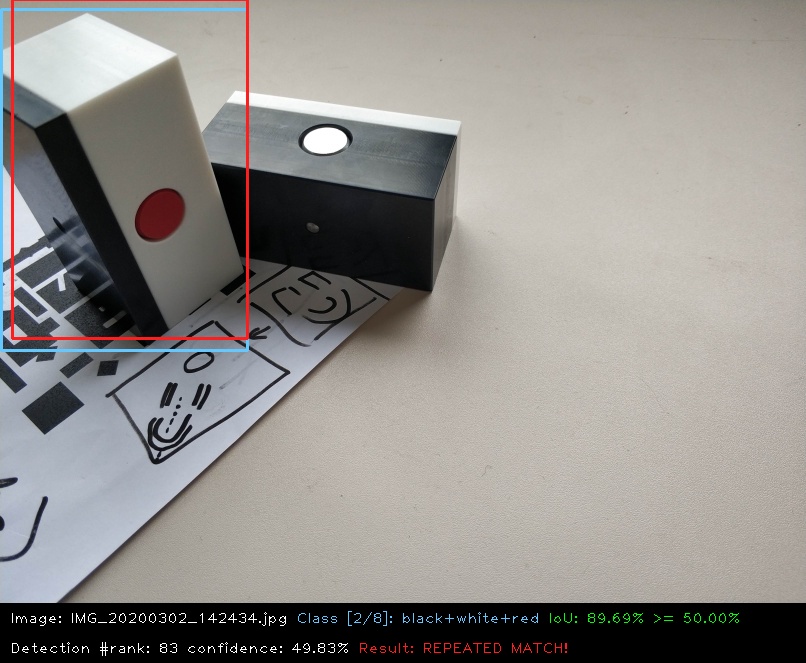 Image: IMG_20200302_142434.jpg Class [2/8]: black+white+red IoU: 89.69% >= 50.00%
Detection #rank: 83 confidence: 49.83% Result: REPEATED MATCH!